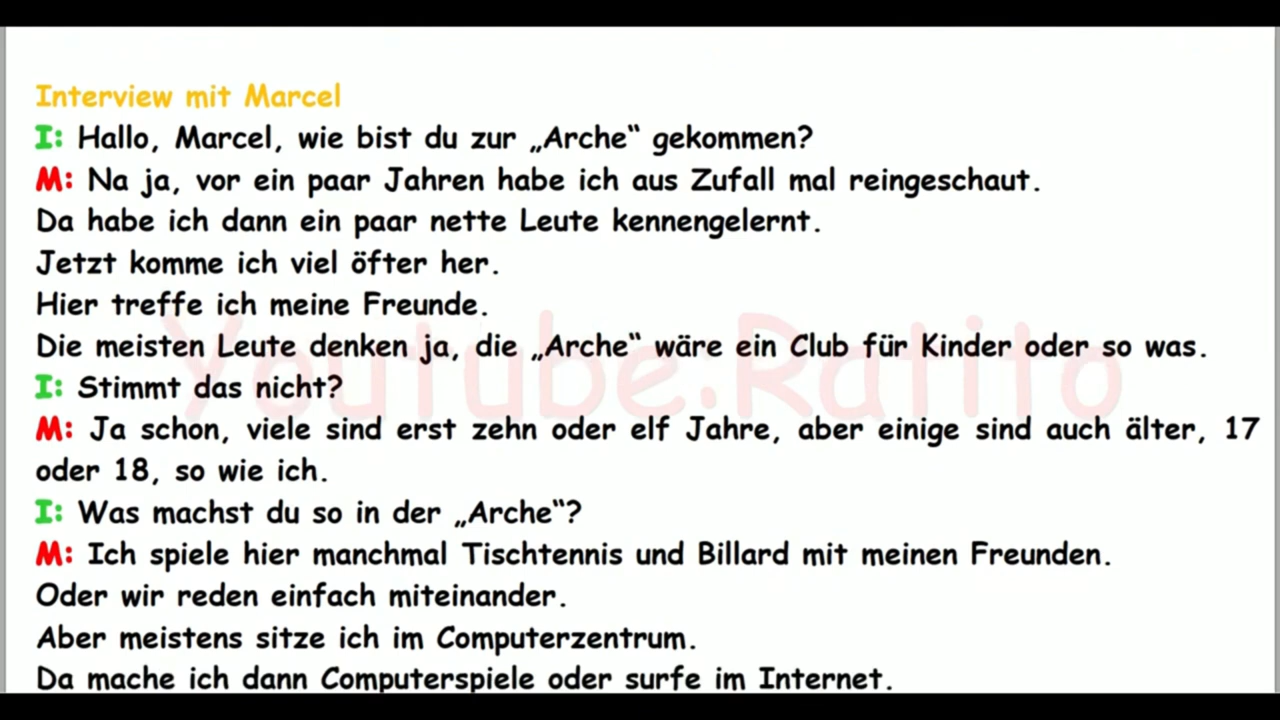 Interview mit Marcel
I: Hallo, Marcel, wie bist du zur „Arche“ gekommen?
M: Na ja, vor ein paar Jahren habe ich aus Zufall mal reingeschaut.
Da habe ich dann ein paar nette Leute kennengelernt.
Jetzt komme ich viel öfter her.
Hier treffe ich meine Freunde.
Die meisten Leute denken ja, die „Arche“ wäre ein Club für Kinder oder so was.
I: Stimmt das nicht?
M: Ja schon, viele sind erst zehn oder elf Jahre, aber einige sind auch älter, 17
oder 18, so wie ich.
I: Was machst du so in der „Arche“?
M: Ich spiele hier manchmal Tischtennis und Billard mit meinen Freunden.
Oder wir reden einfach miteinander.
Aber meistens sitze ich im Computerzentrum.
Da mache ich dann Computerspiele oder surfe im Internet.
Youtube:Ratito